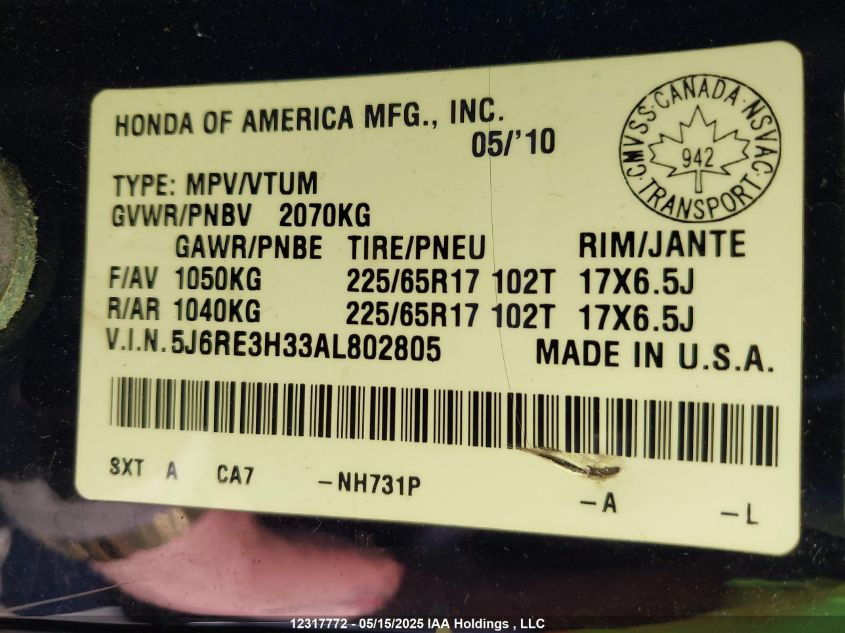 HONDA OF AMERICA MFG., INC.
05/'10
CMVSS · CANADA · NSVAC
942
TRANSPORT
TYPE: MPV/VTUM
GVWR/PNBV 2070KG
GAWR/PNBE TIRE/PNEU RIM/JANTE
F/AV 1050KG 225/65R17 102T 17X6.5J
R/AR 1040KG 225/65R17 102T 17X6.5J
V.I.N. 5J6RE3H33AL802805 MADE IN U.S.A.
SXT A CA7 -NH731P -A -L
12317772 - 05/15/2025 IAA Holdings , LLC